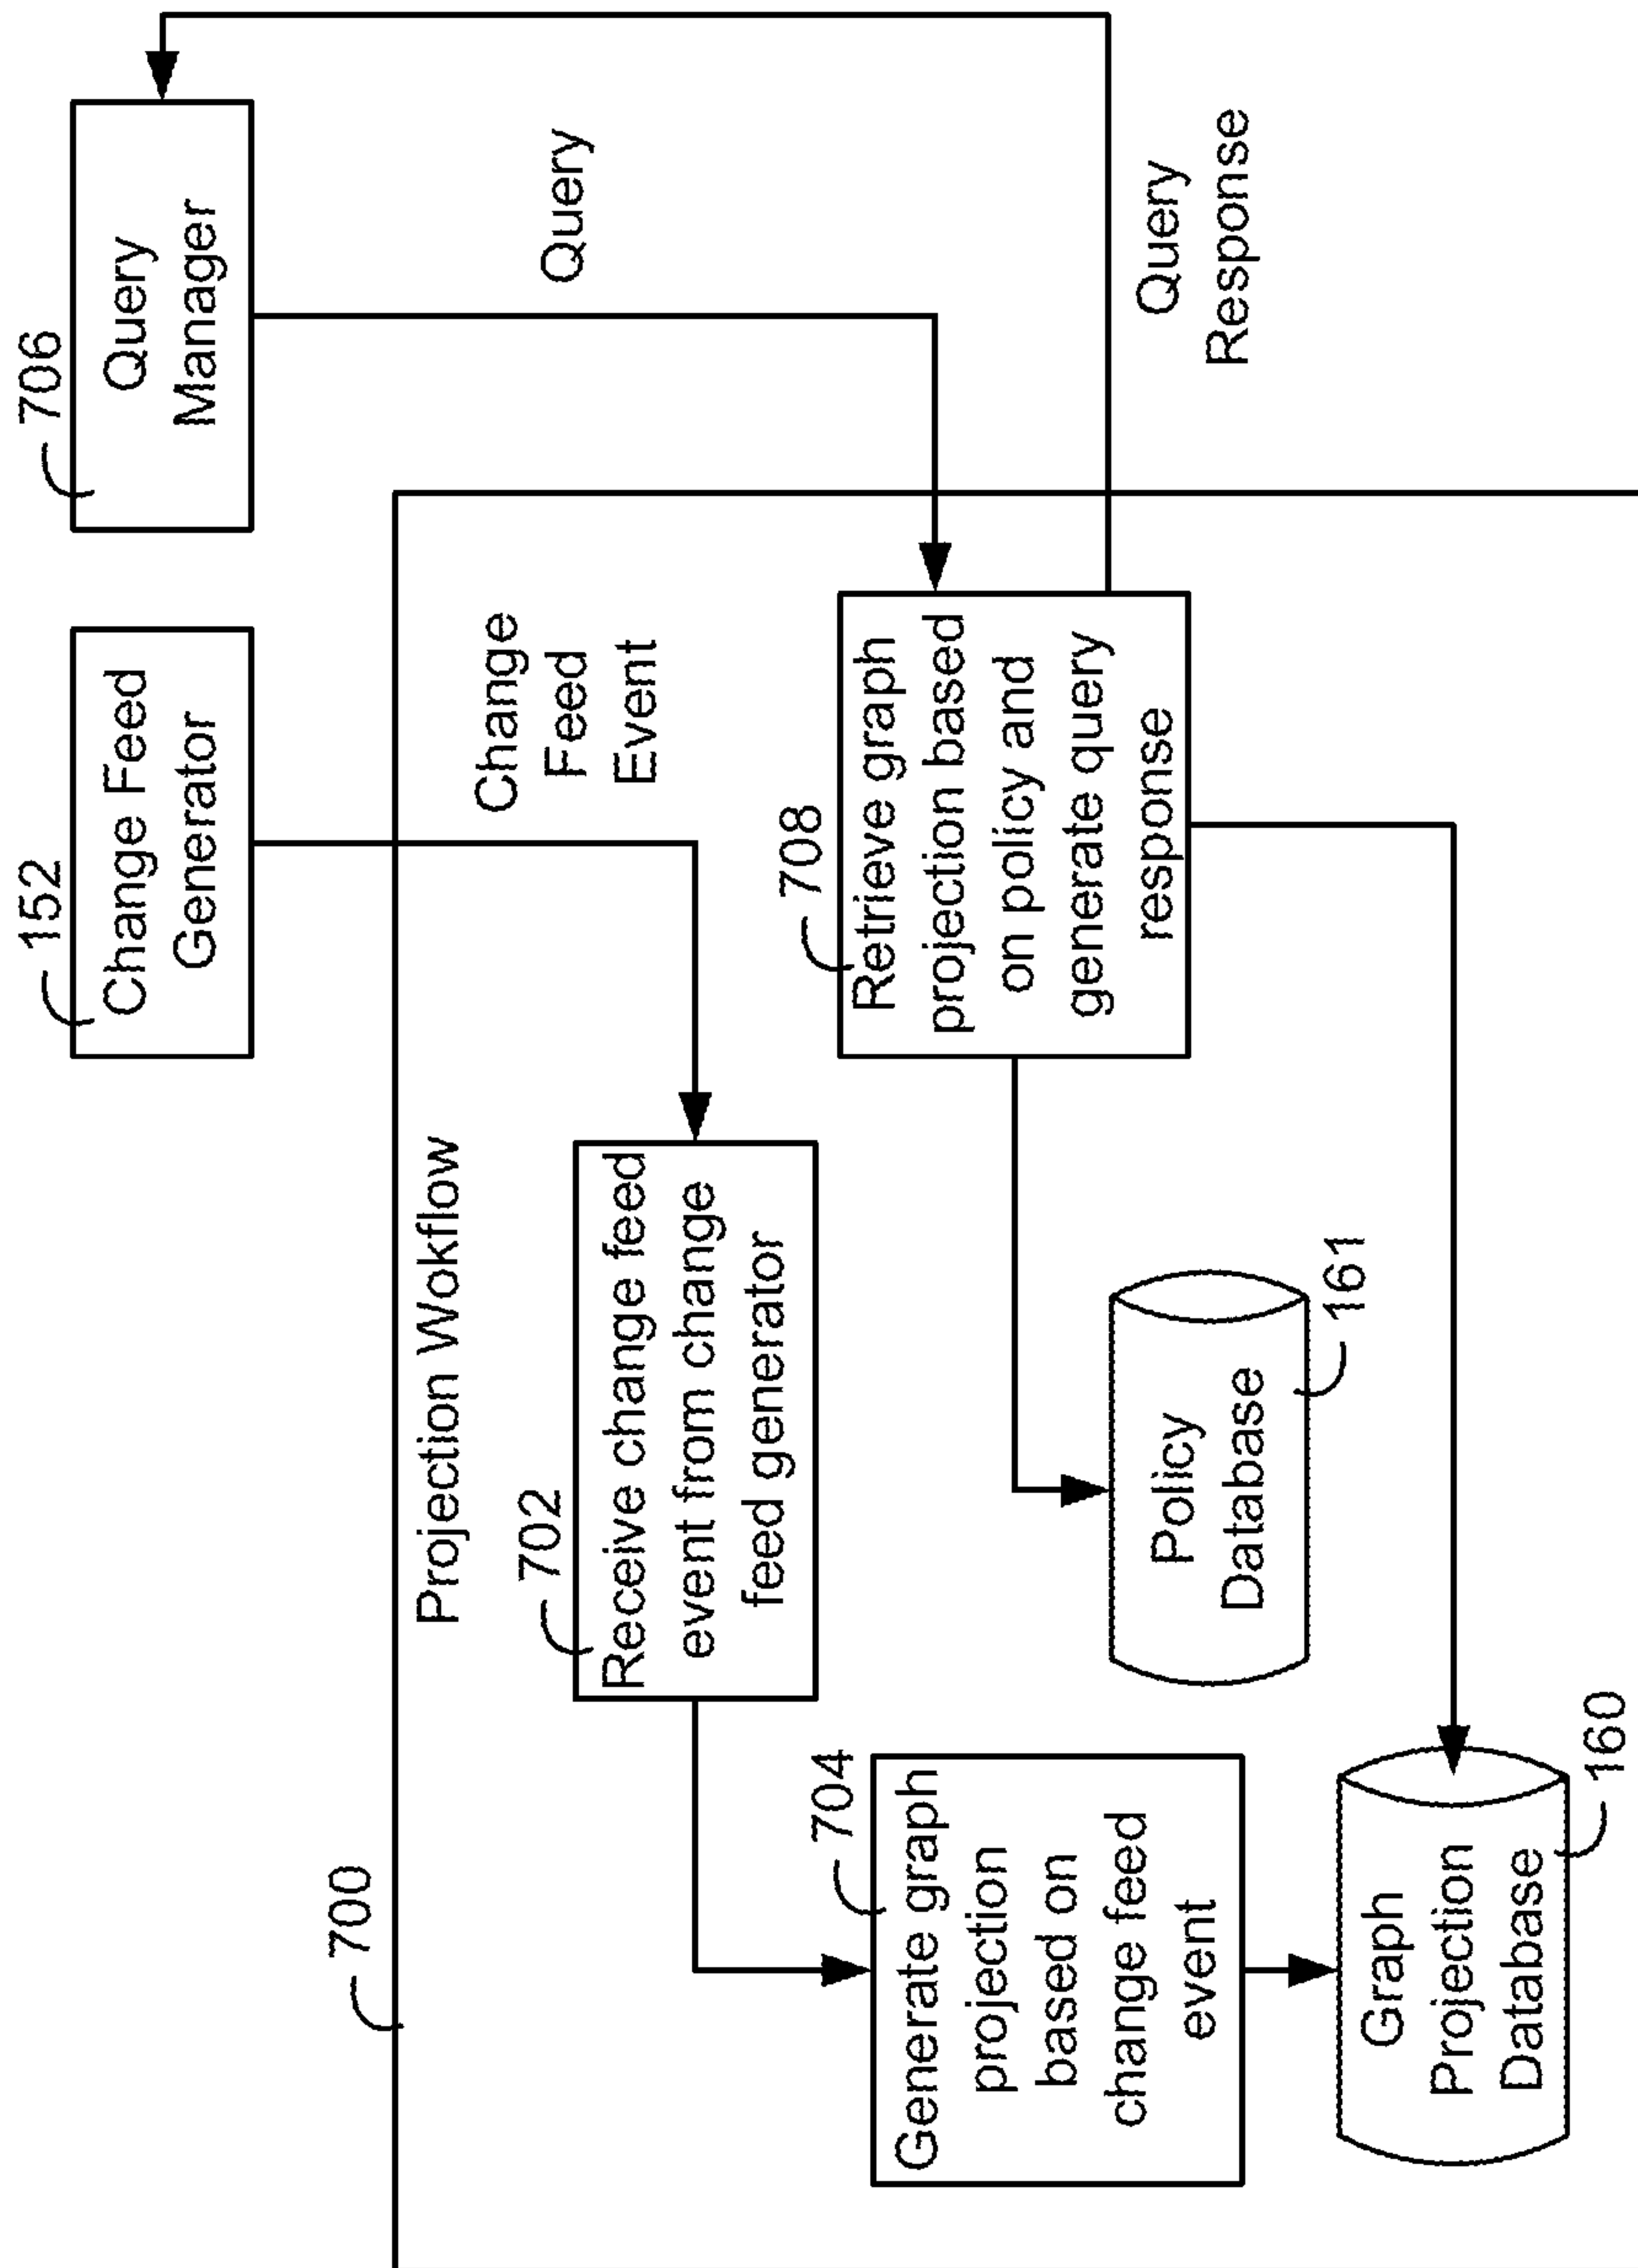 152
Change Feed
Generator
706
Query
Manager
700
Projection Wokflow
Change
Feed
Event
Query
702
Receive change feed
event from change
feed generator
704
Generate graph
projection
based on
change feed
event
708
Retrieve graph
projection based
on policy and
generate query
response
Query
Response
Policy
Database
161
Graph
Projection
Database
160